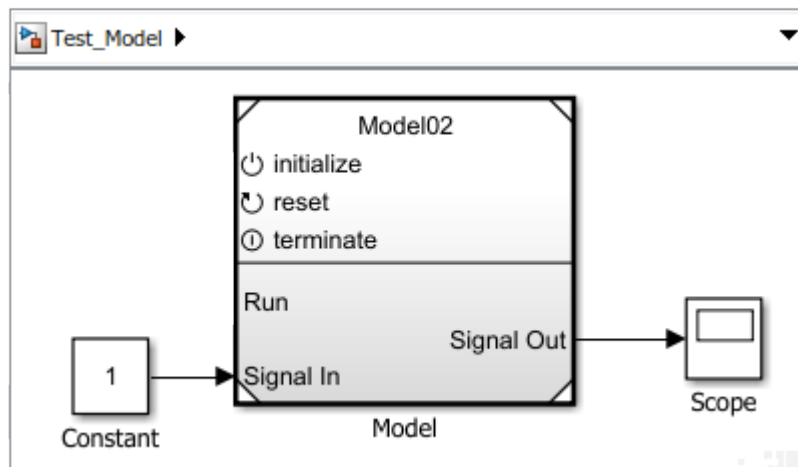 Test_Model
Model02
initialize
reset
terminate
Run
Signal Out
1
Signal In
Scope
Constant
Model